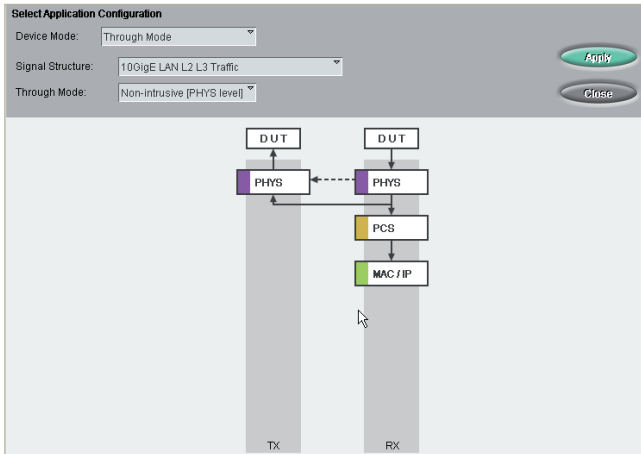 Select Application Configuration
Device Mode: Through Mode
Apply
Signal Structure: 10GigE LAN L2 L3 Traffic
Through Mode: Non-intrusive [PHYS level]
Close
DUT DUT
PHYS PHYS
PCS
MAC / IP
TX RX